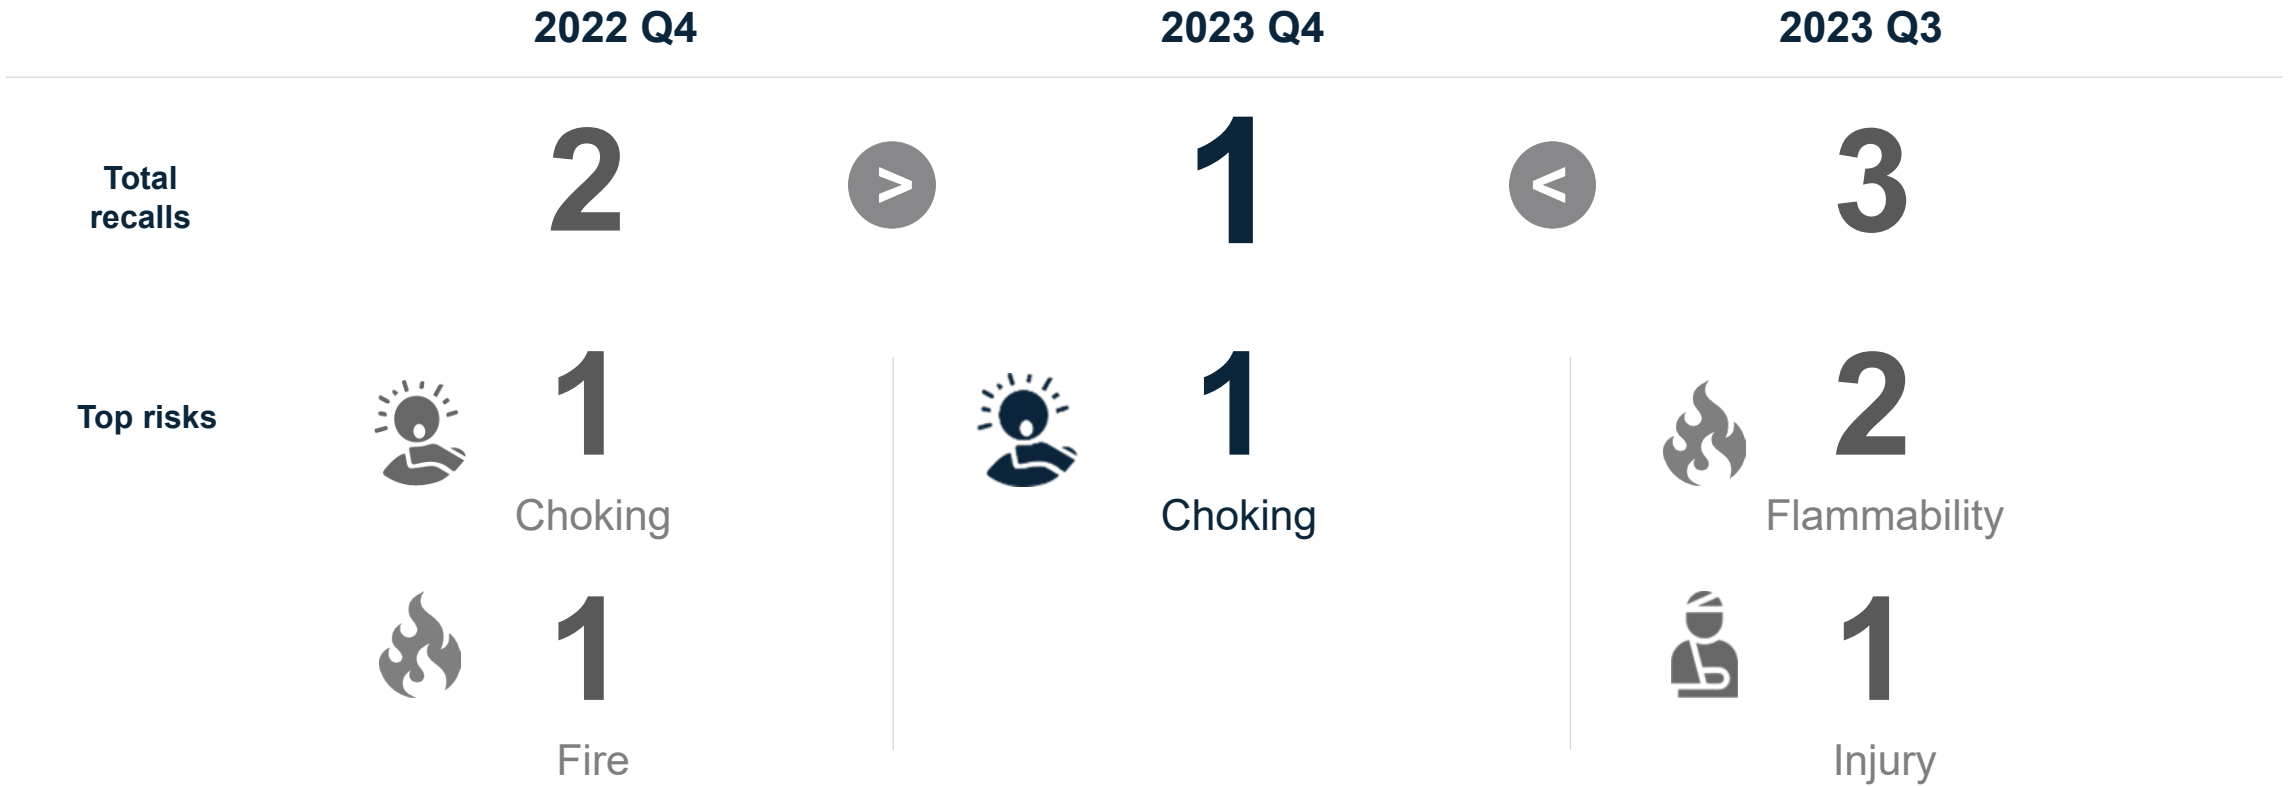 2022 Q4 2023 Q4 2023 Q3
Total
recalls
2 > 1 < 3
Top risks
1 1 2
Choking Choking Flammability
1 1
Fire Injury